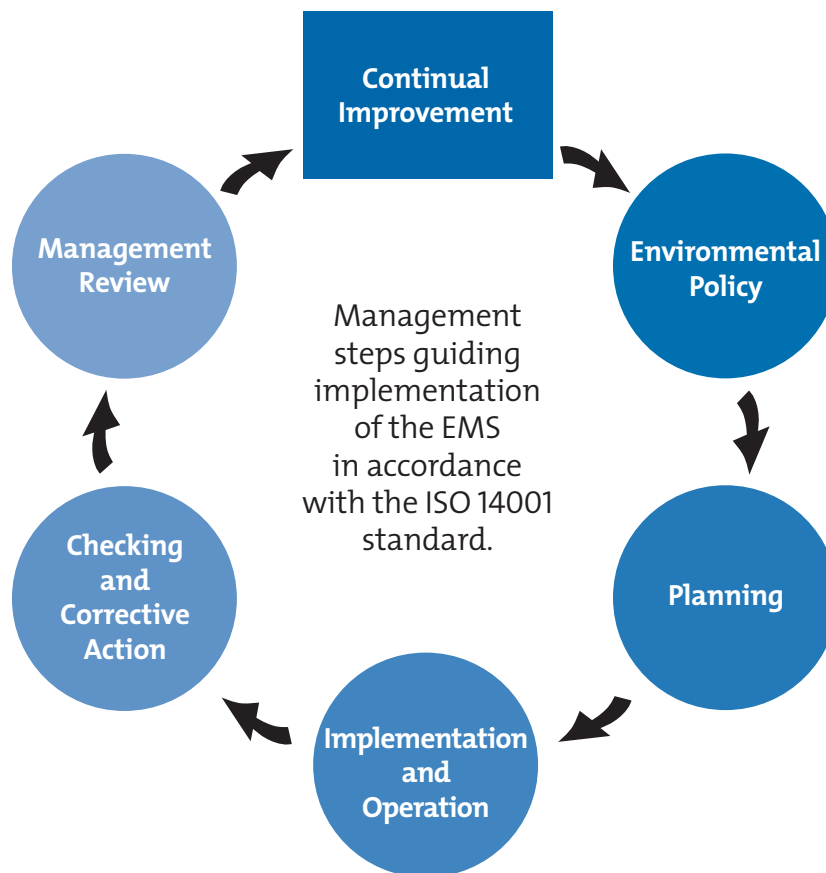 Continual
Improvement
Environmental
Policy
Planning
Implementation
and
Operation
Checking
and
Corrective
Action
Management
Review
Management
steps guiding
implementation
of the EMS
in accordance
with the ISO 14001
standard.